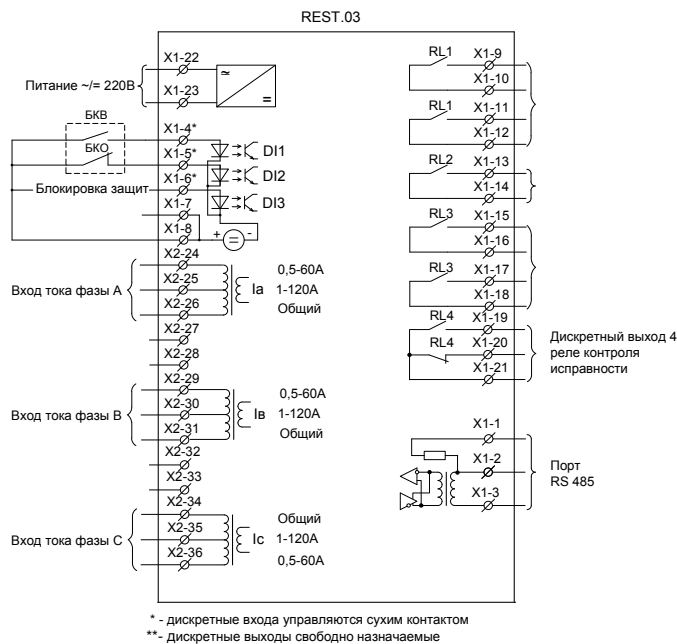 REST.03
X1-22
Питание ~/= 220В
X1-23
БКВ
X1-4*
БКО
X1-5*
DI1
X1-6*
DI2
Блокировка защит
DI3
X1-7
X1-8
+ = -
X2-24
0,5-60А
X2-25
Вход тока фазы А
Iа
1-120А
X2-26
Общий
X2-27
X2-28
X2-29
0,5-60А
X2-30
Вход тока фазы В
Iв
1-120А
X2-31
Общий
X2-32
X2-33
X2-34
Общий
X2-35
Вход тока фазы С
Iс
1-120А
X2-36
0,5-60А
RL1
X1-9
X1-10
RL1
X1-11
X1-12
RL2
X1-13
X1-14
RL3
X1-15
X1-16
RL3
X1-17
X1-18
RL4
X1-19
RL4
X1-20
X1-21
Дискретный выход 4
реле контроля
исправности
X1-1
X1-2
X1-3
Порт
RS 485
* - дискретные входа управляются сухим контактом
**- дискретные выходы свободно назначаемые